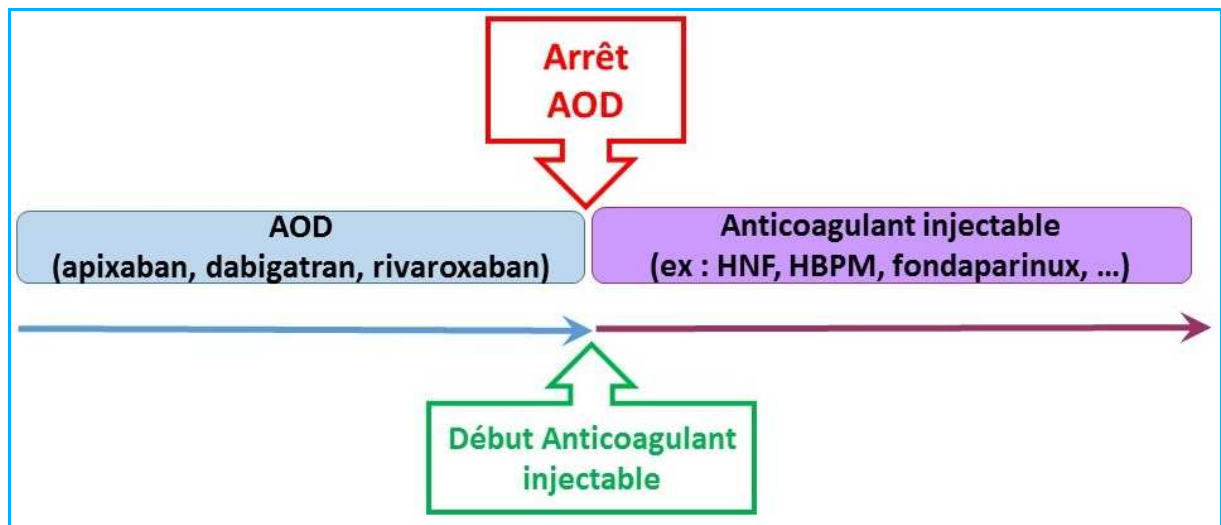 Arrêt
AOD
AOD
(apixaban, dabigatran, rivaroxaban)
Anticoagulant injectable
(ex : HNF, HBPM, fondaparinux, ...)
Début Anticoagulant
injectable